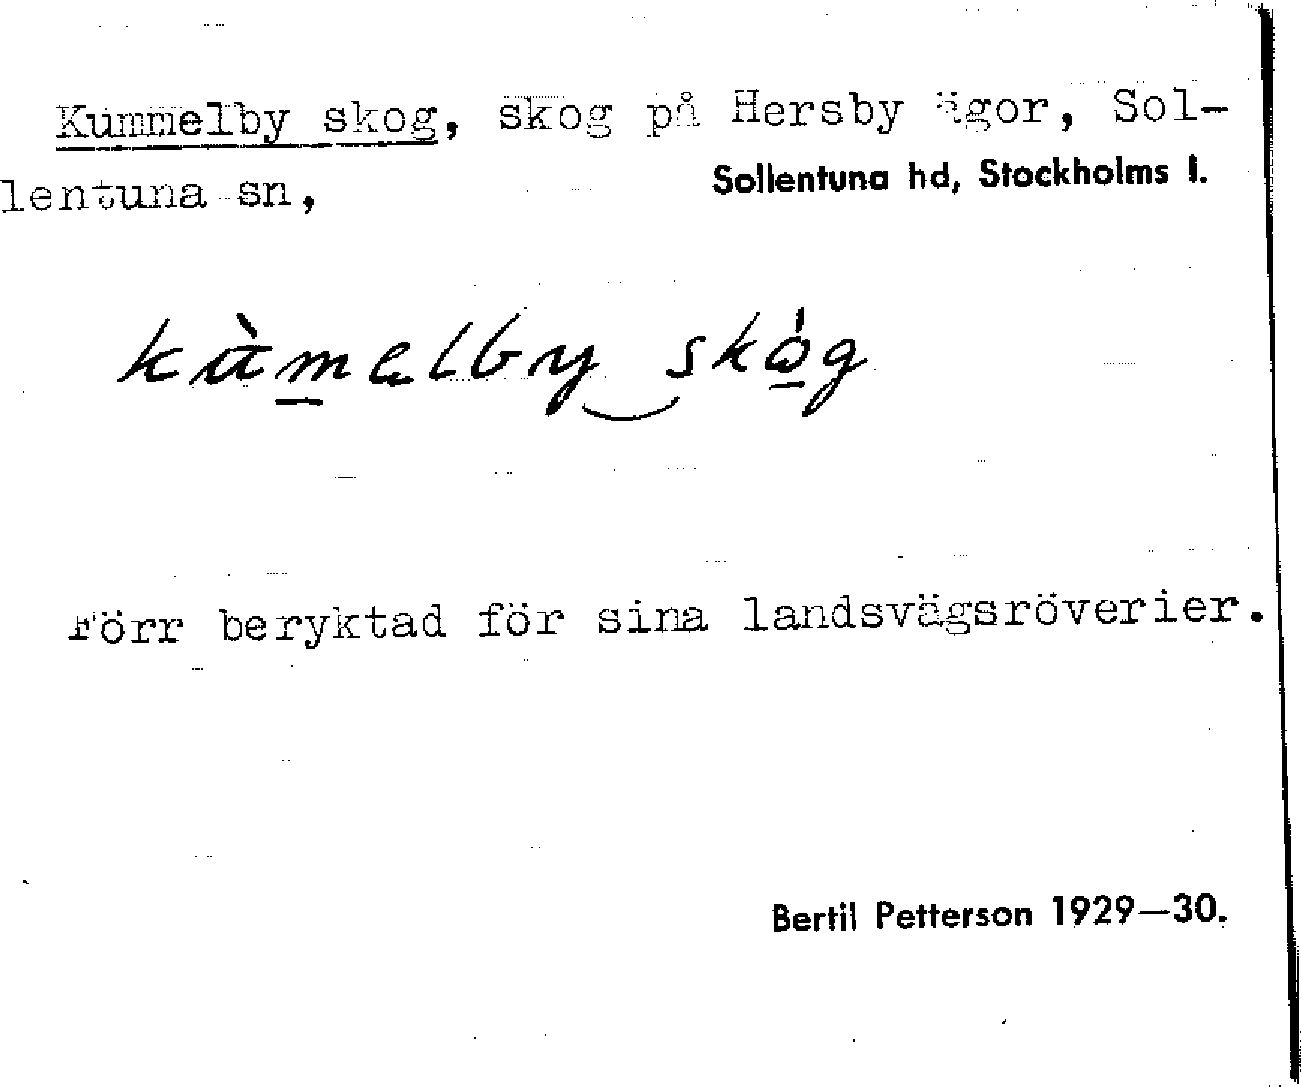 Kummelby skog, skog på Hersby ägor, Sol-
lentuna sn, Sollentuna hd, Stockholms l.
skog
Förr beryktad för sina landsvägsröverier.
Bertil Petterson 1929—30.